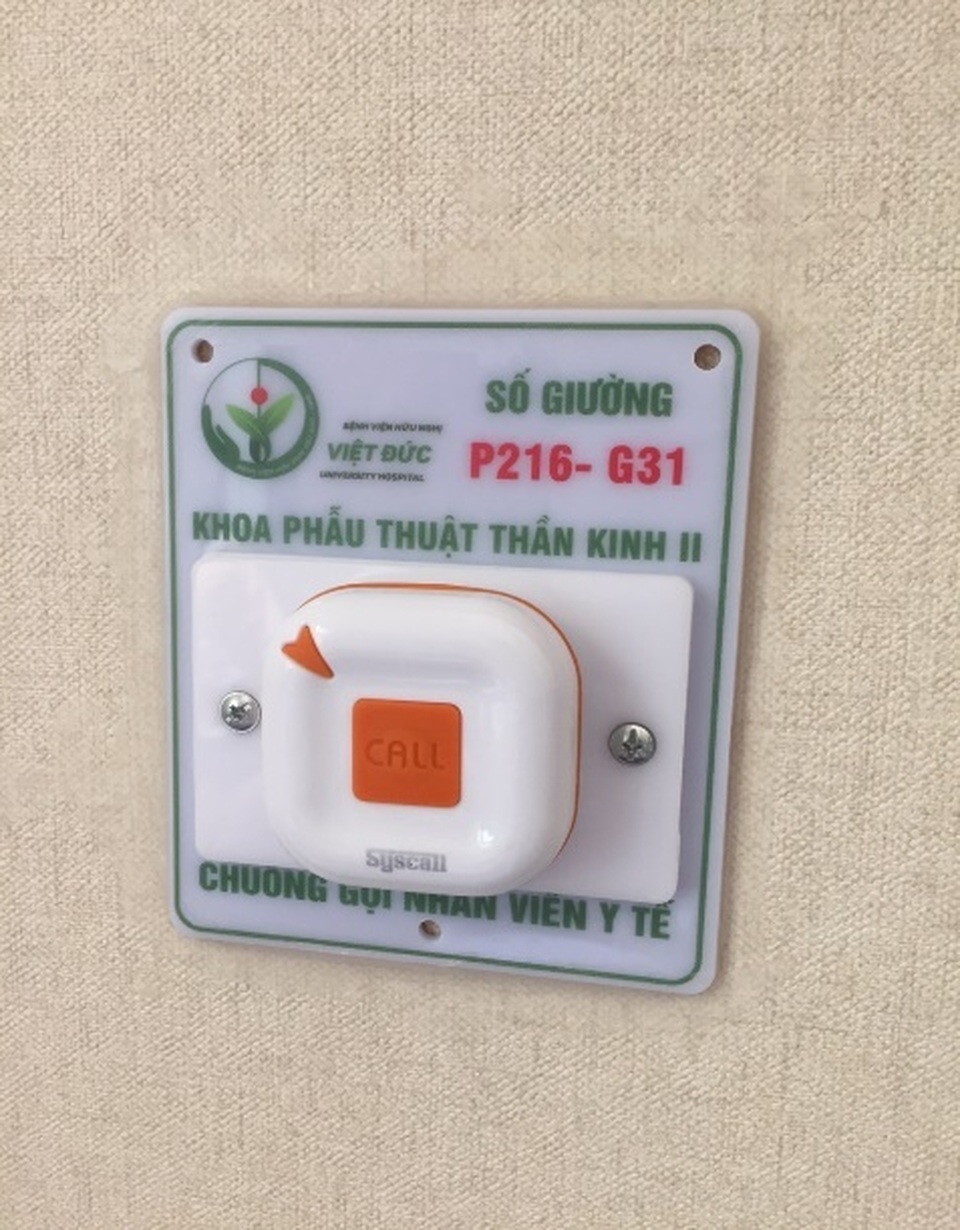 SỐ GIƯỜNG
BỆNH VIỆN HỮU NGHỊ
VIỆT ĐỨC
P216- G31
UNIVERSITY HOSPITAL
KHOA PHẪU THUẬT THẦN KINH II
CALL
Syscall
CHUÔNG GỌI NHÂN VIÊN Y TẾ